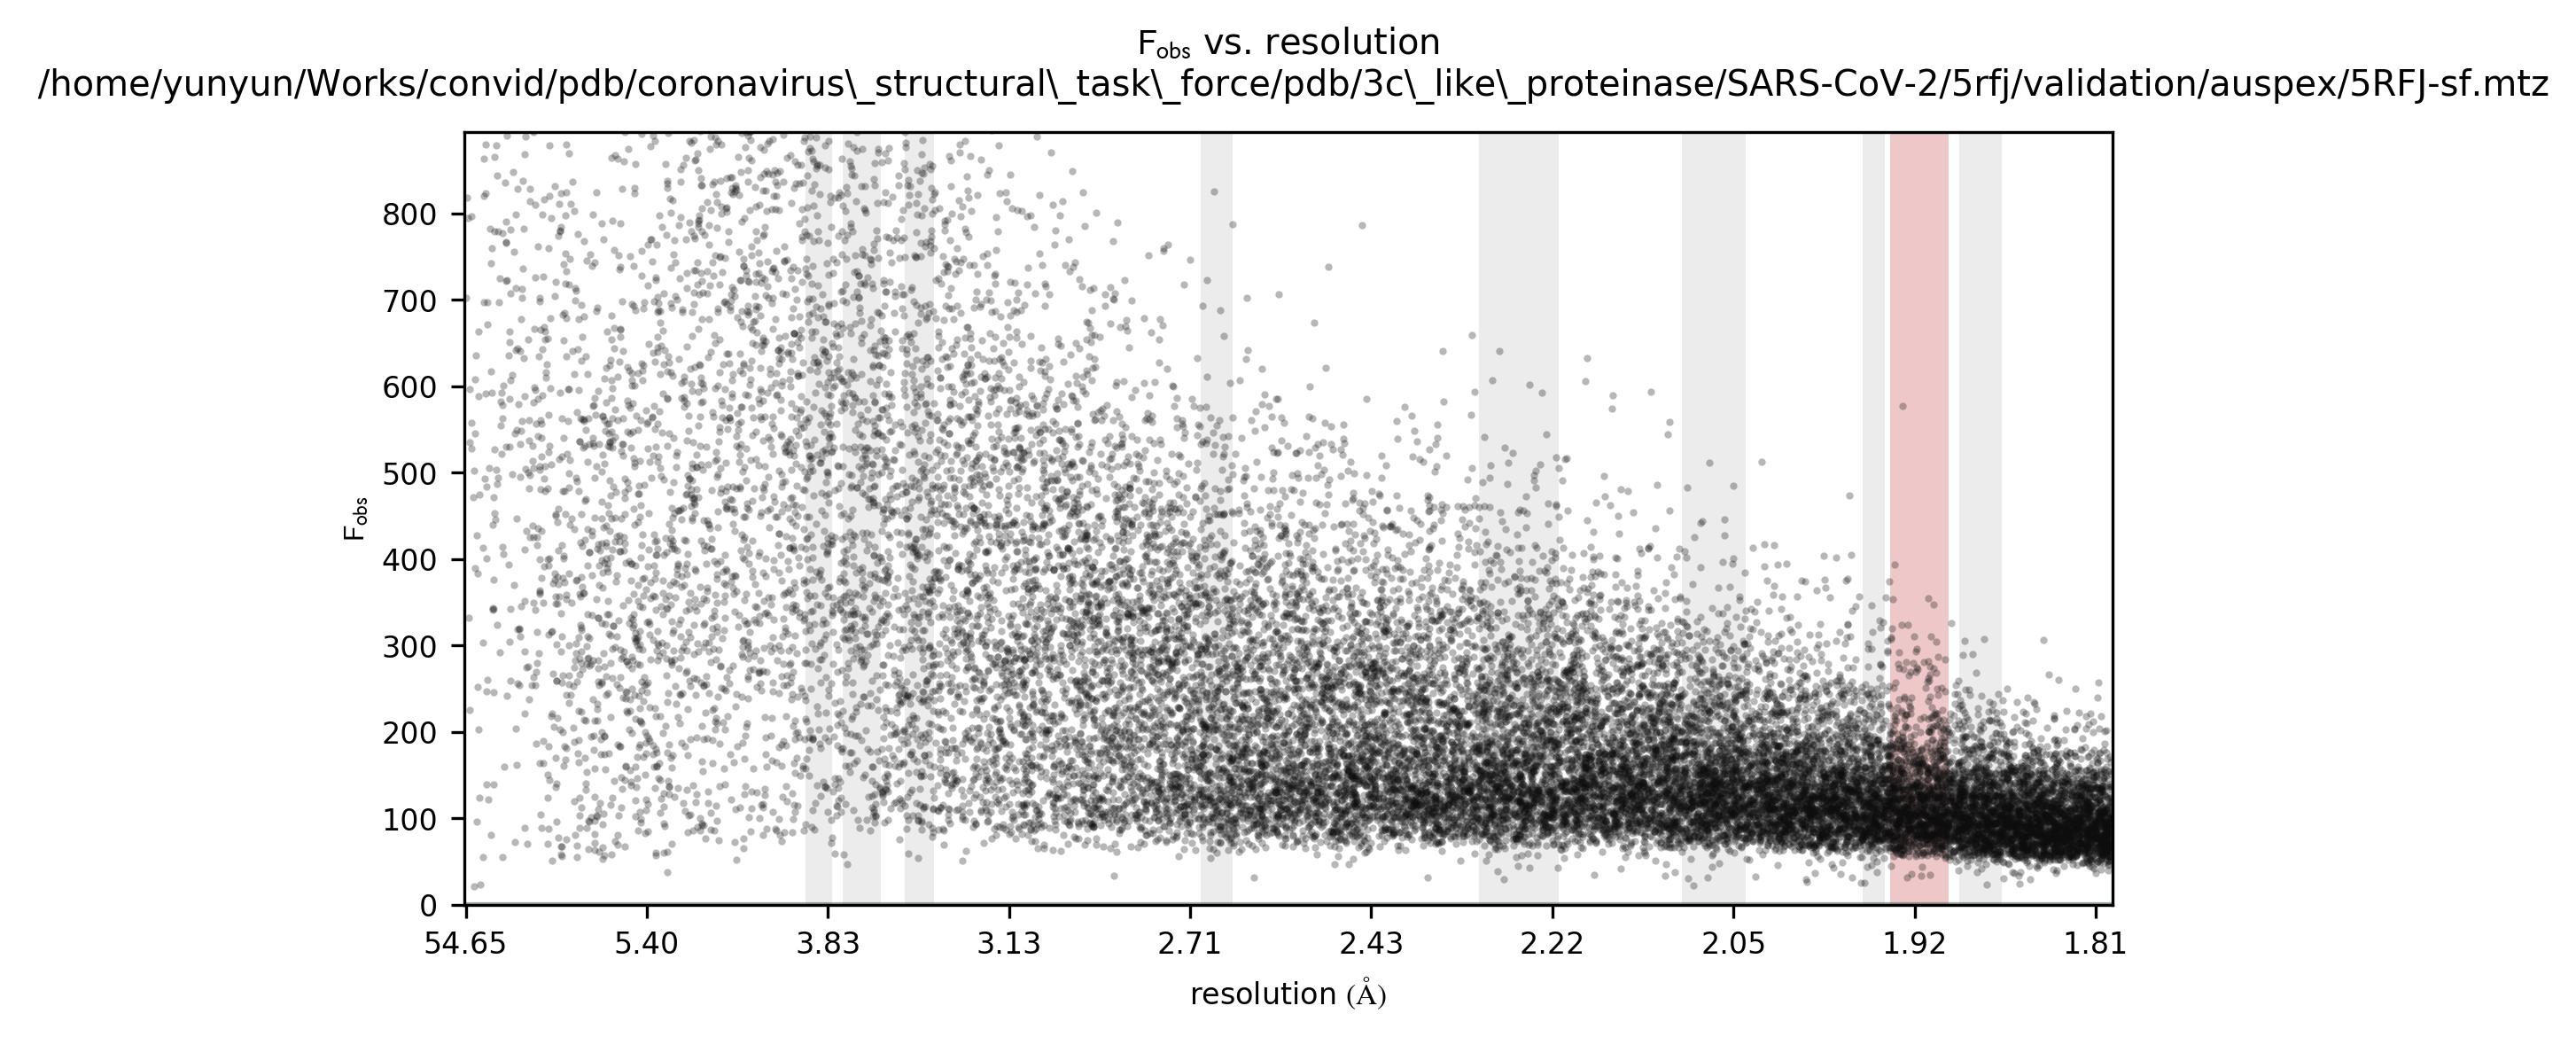 Fobs vs. resolution
/home/yunyun/Works/convid/pdb/coronavirus\_structural\_task\_force/pdb/3c\_like\_proteinase/SARS-CoV-2/5rfj/validation/auspex/5RFJ-sf.mtz
800
700
600
500
400
300
200
100
0
Fobs
54.65 5.40 3.83 3.13 2.71 2.43 2.22 2.05 1.92 1.81
resolution (Å)